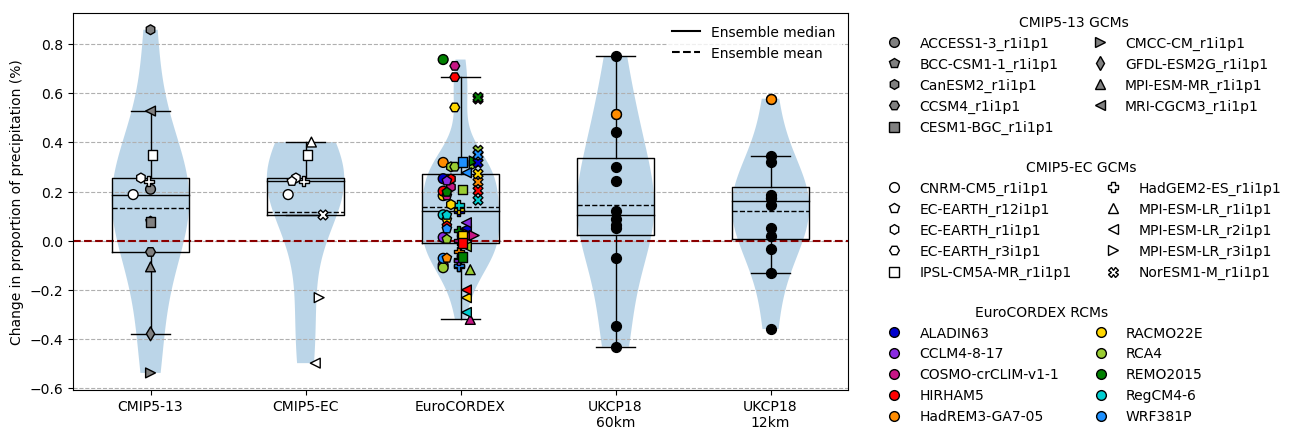 Change in proportion of precipitation (%)
0.8
0.6
0.4
0.2
0.0
−0.2
−0.4
−0.6
Ensemble median
Ensemble mean
CMIP5-13
CMIP5-EC
EuroCORDEX
UKCP18
60km
UKCP18
12km
CMIP5-13 GCMs
ACCESS1-3_r1i1p1
BCC-CSM1-1_r1i1p1
CanESM2_r1i1p1
CCSM4_r1i1p1
CESM1-BGC_r1i1p1
CMCC-CM_r1i1p1
GFDL-ESM2G_r1i1p1
MPI-ESM-MR_r1i1p1
MRI-CGCM3_r1i1p1
CMIP5-EC GCMs
CNRM-CM5_r1i1p1
EC-EARTH_r12i1p1
EC-EARTH_r1i1p1
EC-EARTH_r3i1p1
IPSL-CM5A-MR_r1i1p1
HadGEM2-ES_r1i1p1
MPI-ESM-LR_r1i1p1
MPI-ESM-LR_r2i1p1
MPI-ESM-LR_r3i1p1
NorESM1-M_r1i1p1
EuroCORDEX RCMs
ALADIN63
CCLM4-8-17
COSMO-crCLIM-v1-1
HIRHAM5
HadREM3-GA7-05
RACMO22E
RCA4
REMO2015
RegCM4-6
WRF381P